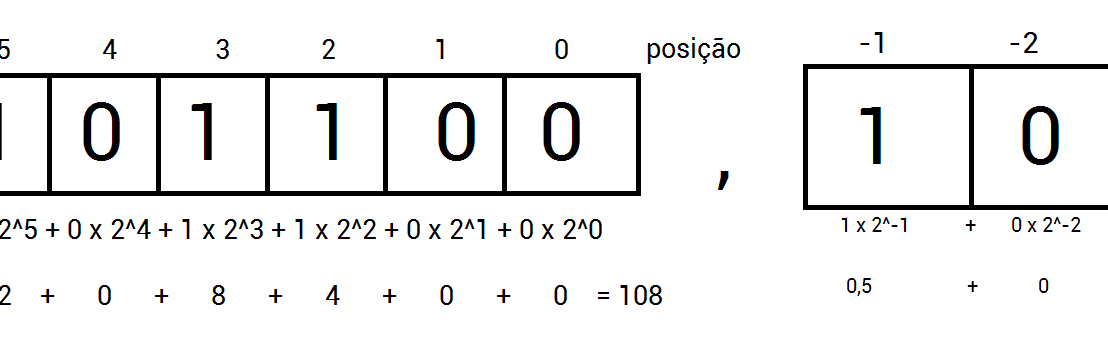 5 4 3 2 1 0 posição -1 -2
1 0 1 1 0 0 , 1 0
2^5 + 0 x 2^4 + 1 x 2^3 + 1 x 2^2 + 0 x 2^1 + 0 x 2^0 1 x 2^-1 + 0 x 2^-2
2 + 0 + 8 + 4 + 0 + 0 = 108 0,5 + 0